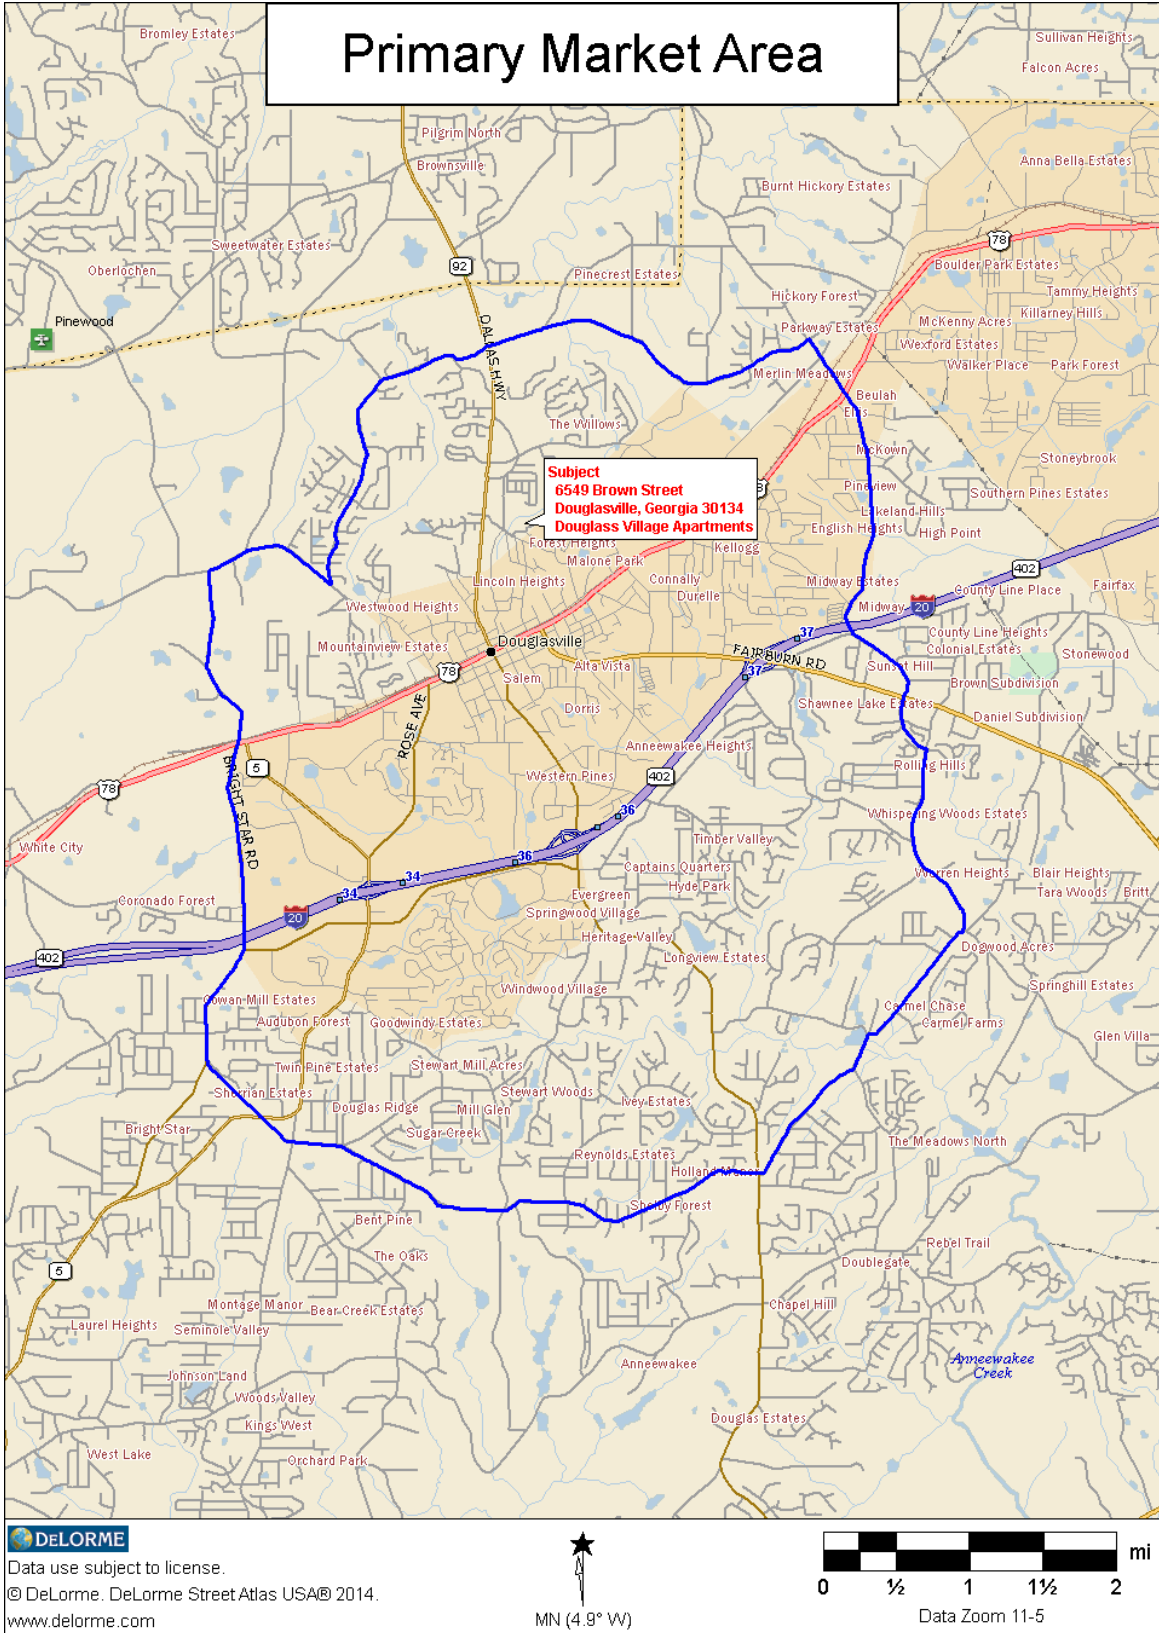 Primary Market Area
Bromley Estates
Sullivan Heights
Falcon Acres
Pilgrim North
Brownsville
Anna Bella Estates
Burnt Hickory Estates
Sweetwater Estates
78
Oberlochen
92
Pinecrest Estates
Boulder Park Estates
Hickory Forest
Tammy Heights
Pinewood
Killarney Hills
McKenny Acres
Parkway Estates
DALLAS HWY
Wexford Estates
Walker Place
Park Forest
Merlin Meadows
Beulah
Ellis
The Willows
McKown
Stoneybrook
Subject
6549 Brown Street
Douglasville, Georgia 30134
Douglass Village Apartments
8
Pineview
Southern Pines Estates
Lakeland Hills
English Heights
High Point
Forest Heights
Kellogg
Malone Park
402
Lincoln Heights
Connally
Durelle
Midway Estates
County Line Place
Fairfax
Westwood Heights
Midway
20
37
County Line Heights
Mountainview Estates
Douglasville
FAIRBURN RD
Colonial Estates
Stonewood
78
Salem
Alta Vista
37
Sunset Hill
Brown Subdivision
Dorris
Shawnee Lake Estates
Daniel Subdivision
ROSE AVE
Anneewakee Heights
5
BRIGHT STAR RD
Western Pines
402
Rolling Hills
78
36
Whispering Woods Estates
White City
Timber Valley
36
Captains Quarters
Warren Heights
Blair Heights
34
34
Hyde Park
Tara Woods
Britt
Coronado Forest
20
Evergreen
Springwood Village
Heritage Valley
Dogwood Acres
402
Longview Estates
Windwood Village
Springhill Estates
Cowan Mill Estates
Carmel Chase
Audubon Forest
Goodwindy Estates
Carmel Farms
Glen Villa
Twin Pine Estates
Stewart Mill Acres
Sherrian Estates
Stewart Woods
Ivey Estates
Douglas Ridge
Mill Glen
Bright Star
Sugar Creek
The Meadows North
Reynolds Estates
Holland Manor
Shelby Forest
Bent Pine
Rebel Trail
The Oaks
Doublegate
5
Montage Manor
Bear Creek Estates
Chapel Hill
Laurel Heights
Seminole Valley
Anneewakee
Anneewakee
Creek
Johnson Land
Woods Valley
Kings West
Douglas Estates
West Lake
Orchard Park
DELORME
Data use subject to license.
© DeLorme. DeLorme Street Atlas USA® 2014.
www.delorme.com
MN (4.9° W)
mi
0 ½ 1 1½ 2
Data Zoom 11-5